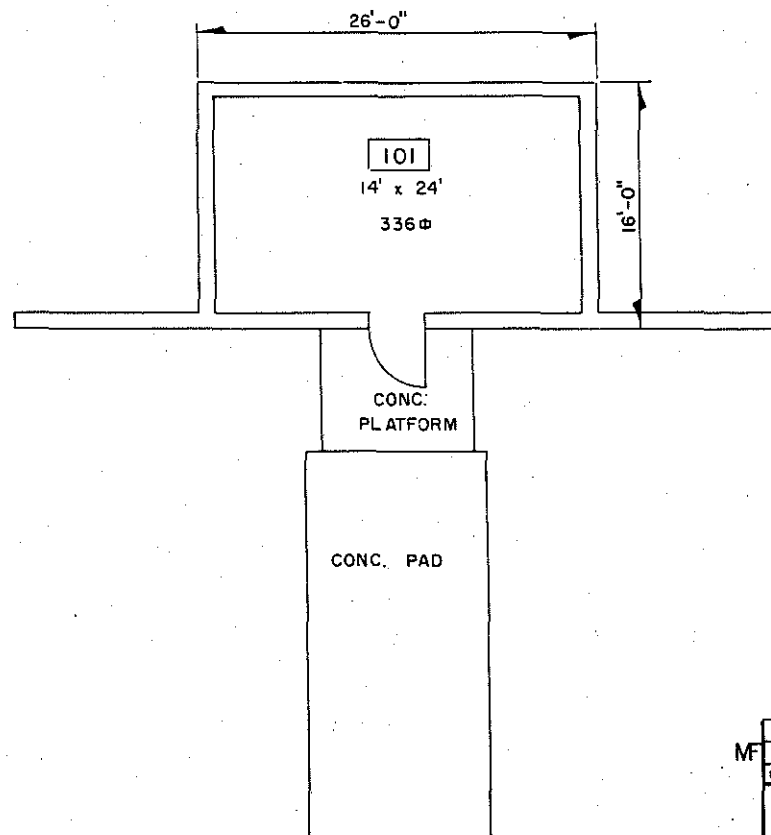 26'-0"
101
14' x 24'
336⌑
16'-0"
CONC.
PLATFORM
CONC. PAD
MF